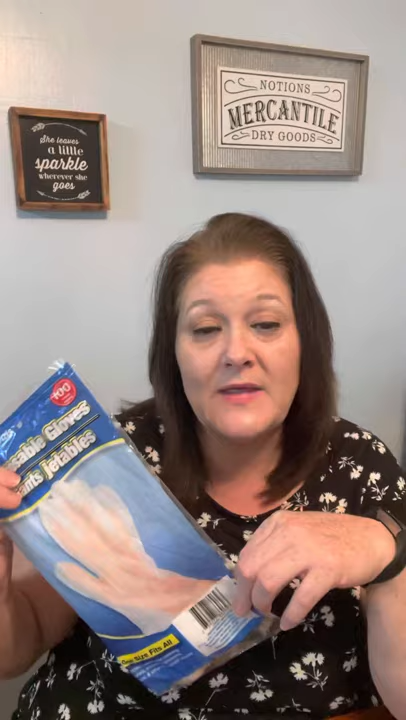 NOTIONS
MERCANTILE
DRY GOODS
She leaves
a little
sparkle
wherever she
goes
100
sable Gloves
ants jetables
One Size Fits All